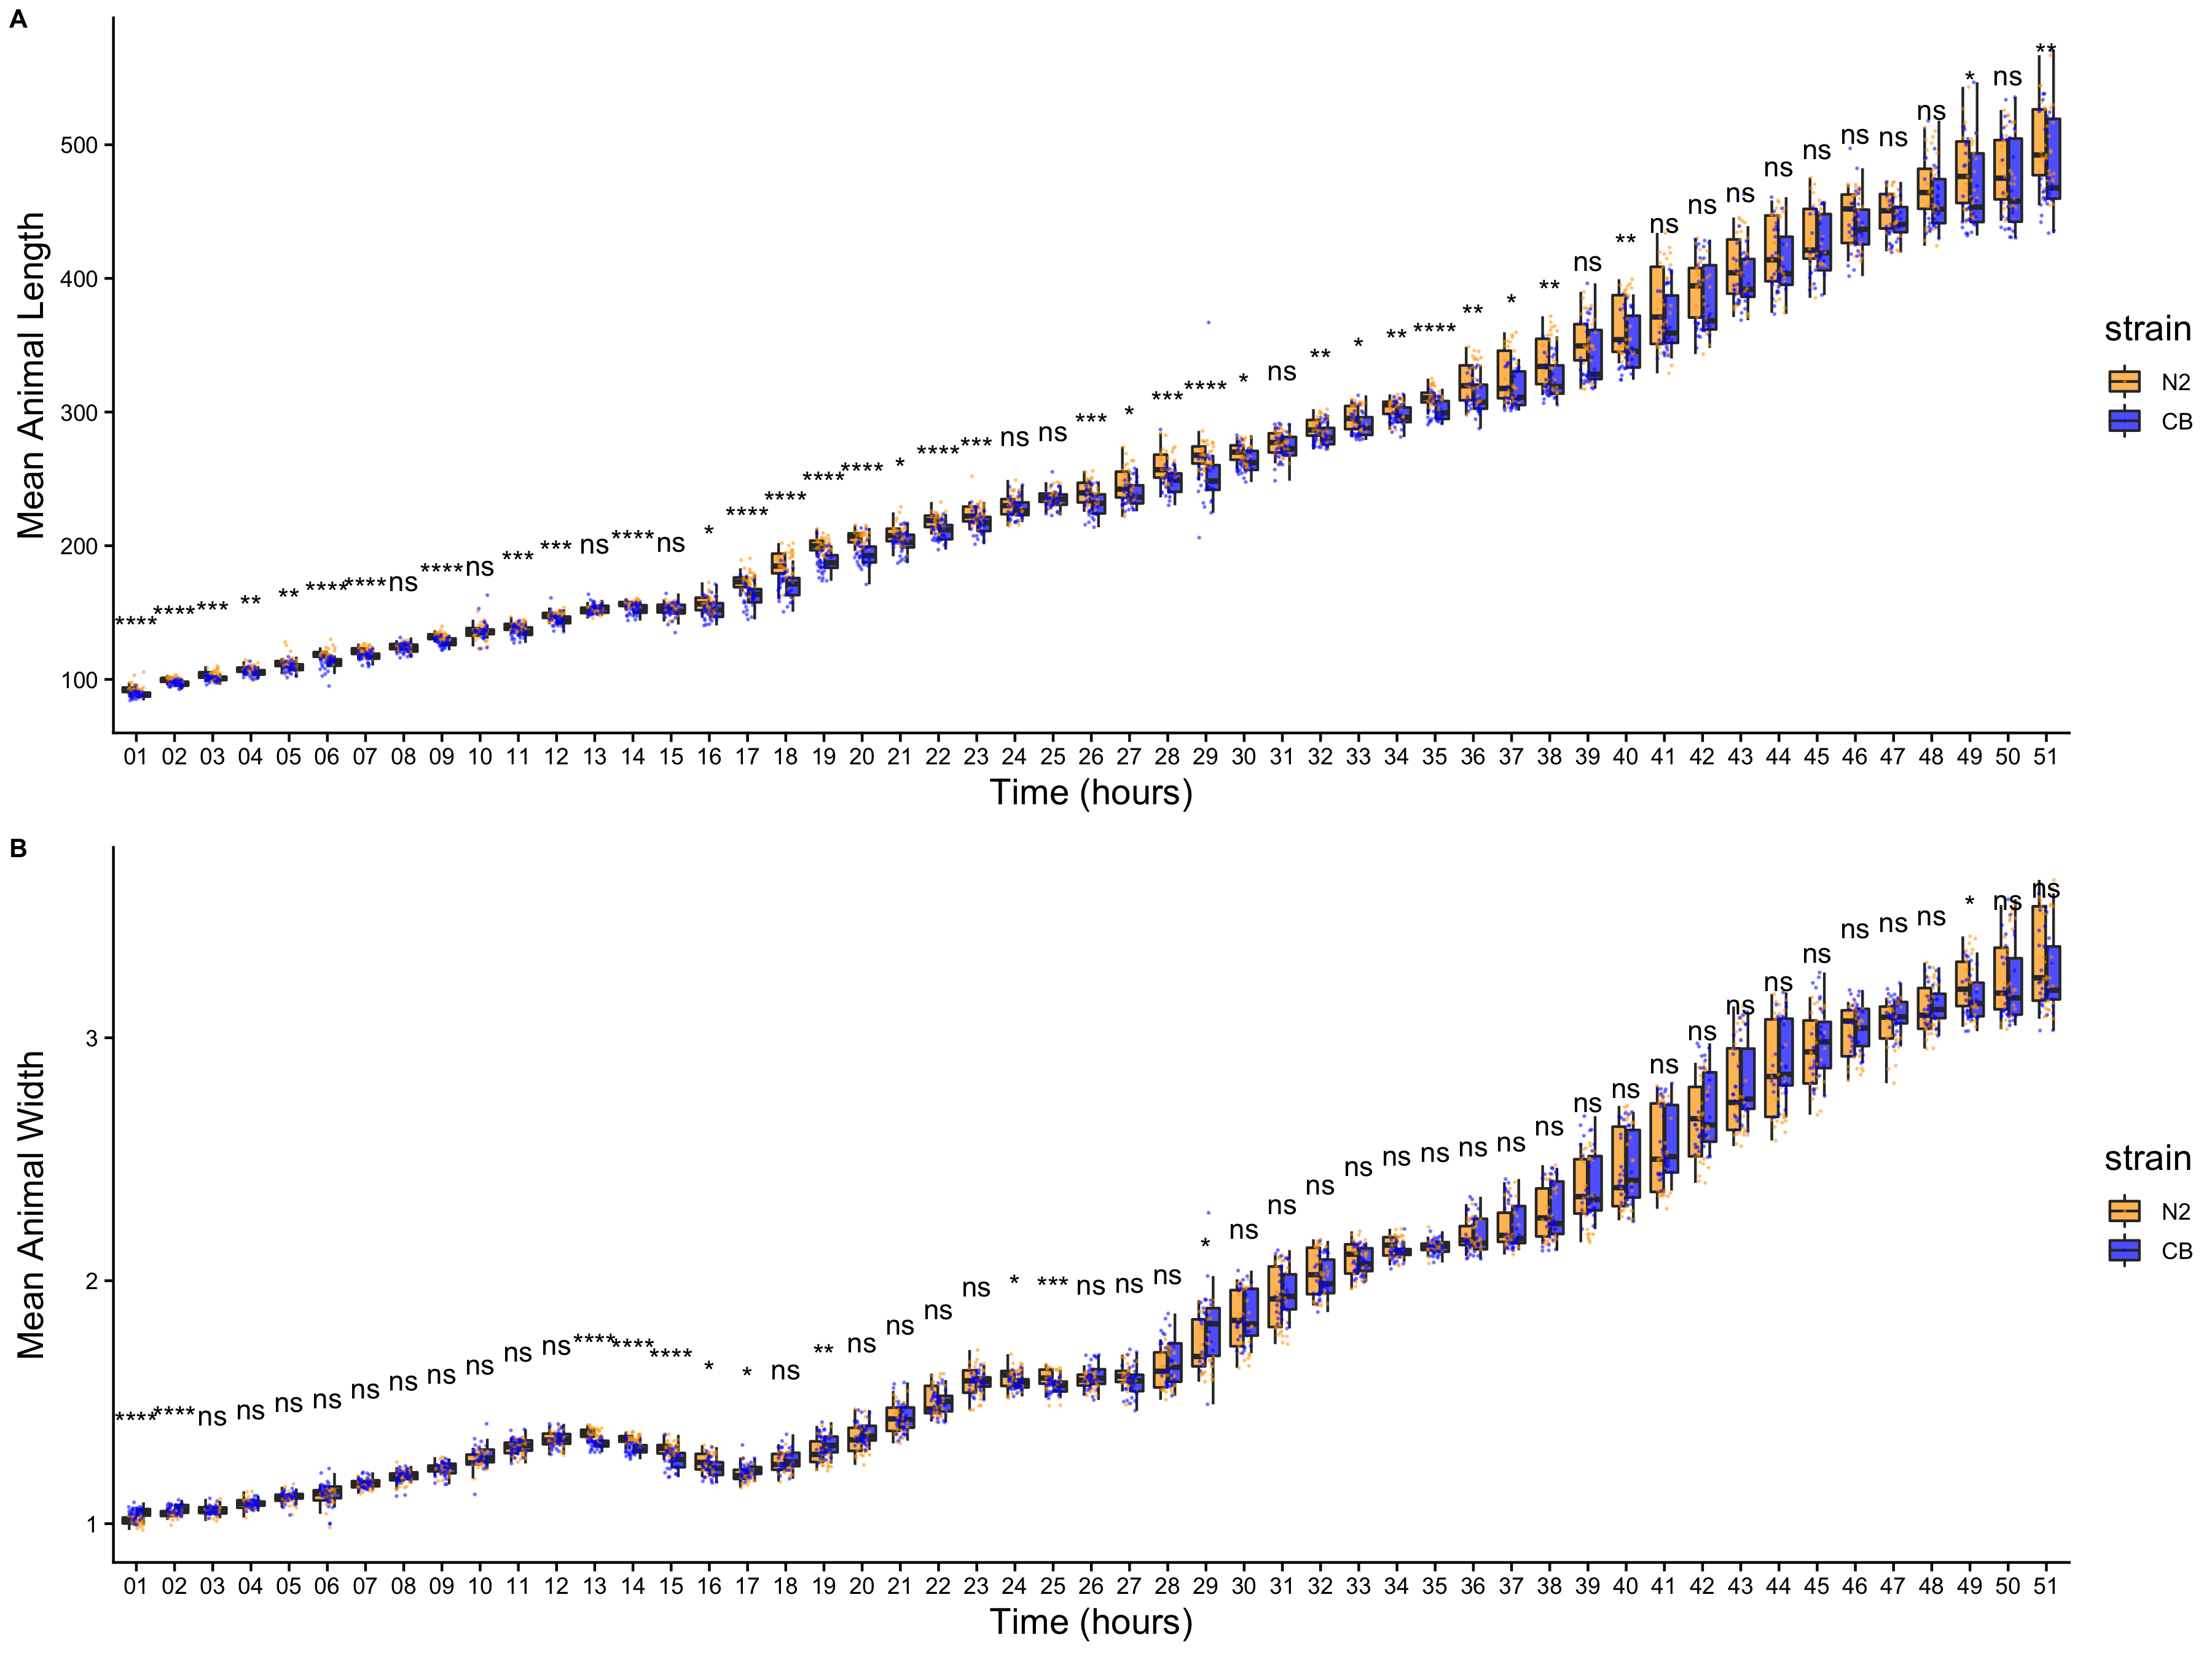 A
**** **** *** ** ** **** **** ns **** ns *** *** ns **** ns * **** **** **** **** * **** *** ns ns *** * *** **** * ns ** * ** **** ** * ** ns ** ns ns ns ns ns ns ns ns * ns **
Mean Animal Length
500
400
300
200
100
01 02 03 04 05 06 07 08 09 10 11 12 13 14 15 16 17 18 19 20 21 22 23 24 25 26 27 28 29 30 31 32 33 34 35 36 37 38 39 40 41 42 43 44 45 46 47 48 49 50 51
Time (hours)
strain
N2
CB
B
**** **** ns ns ns ns ns ns ns ns ns ns **** **** **** * * ns ** ns ns ns ns * *** ns ns ns * ns ns ns ns ns ns ns ns ns ns ns ns ns ns ns ns ns ns ns * ns ns
Mean Animal Width
3
2
1
01 02 03 04 05 06 07 08 09 10 11 12 13 14 15 16 17 18 19 20 21 22 23 24 25 26 27 28 29 30 31 32 33 34 35 36 37 38 39 40 41 42 43 44 45 46 47 48 49 50 51
Time (hours)
strain
N2
CB